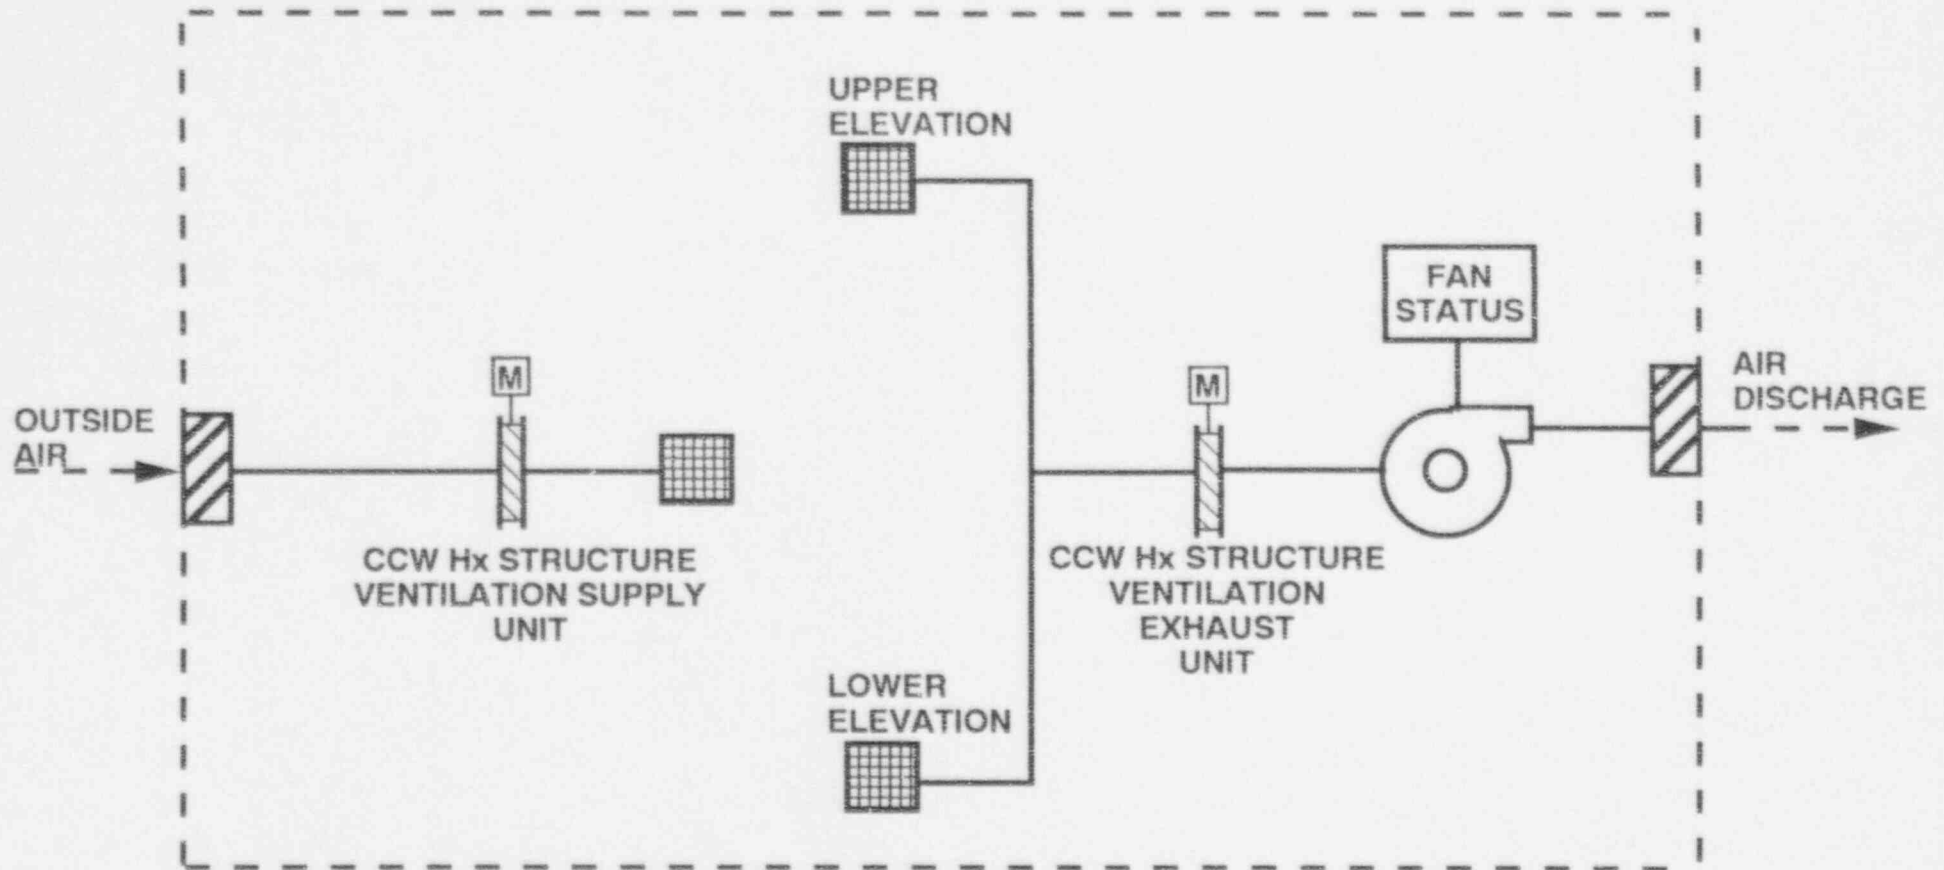 UPPER
ELEVATION
FAN
STATUS
M
M
AIR
DISCHARGE
OUTSIDE
AIR
CCW Hx STRUCTURE
VENTILATION SUPPLY
UNIT
CCW Hx STRUCTURE
VENTILATION
EXHAUST
UNIT
LOWER
ELEVATION